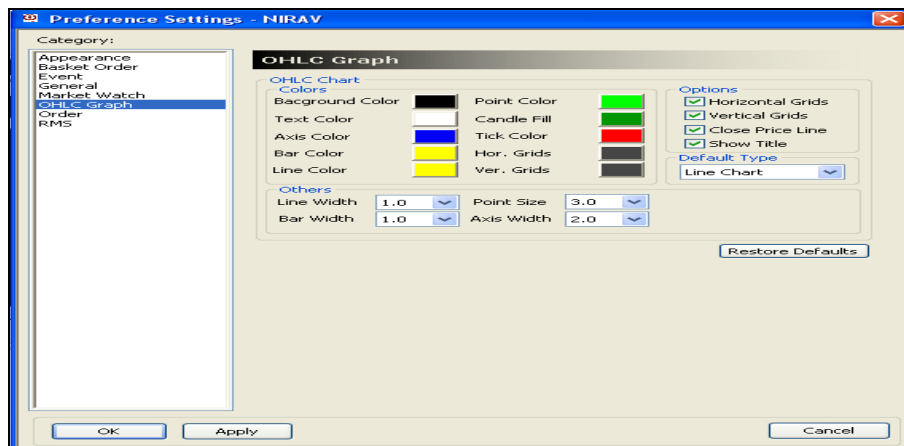 Preference Settings - NIRAV
Category:
Appearance
Basket Order
Event
General
Market Watch
OHLC Graph
Order
RMS
OHLC Graph
OHLC Chart
Colors
Bacground Color
Point Color
Text Color
Candle Fill
Axis Color
Tick Color
Bar Color
Hor. Grids
Line Color
Ver. Grids
Options
Horizontal Grids
Vertical Grids
Close Price Line
Show Title
Default Type
Line Chart
Others
Line Width 1.0 Point Size 3.0
Bar Width 1.0 Axis Width 2.0
Restore Defaults
OK Apply Cancel